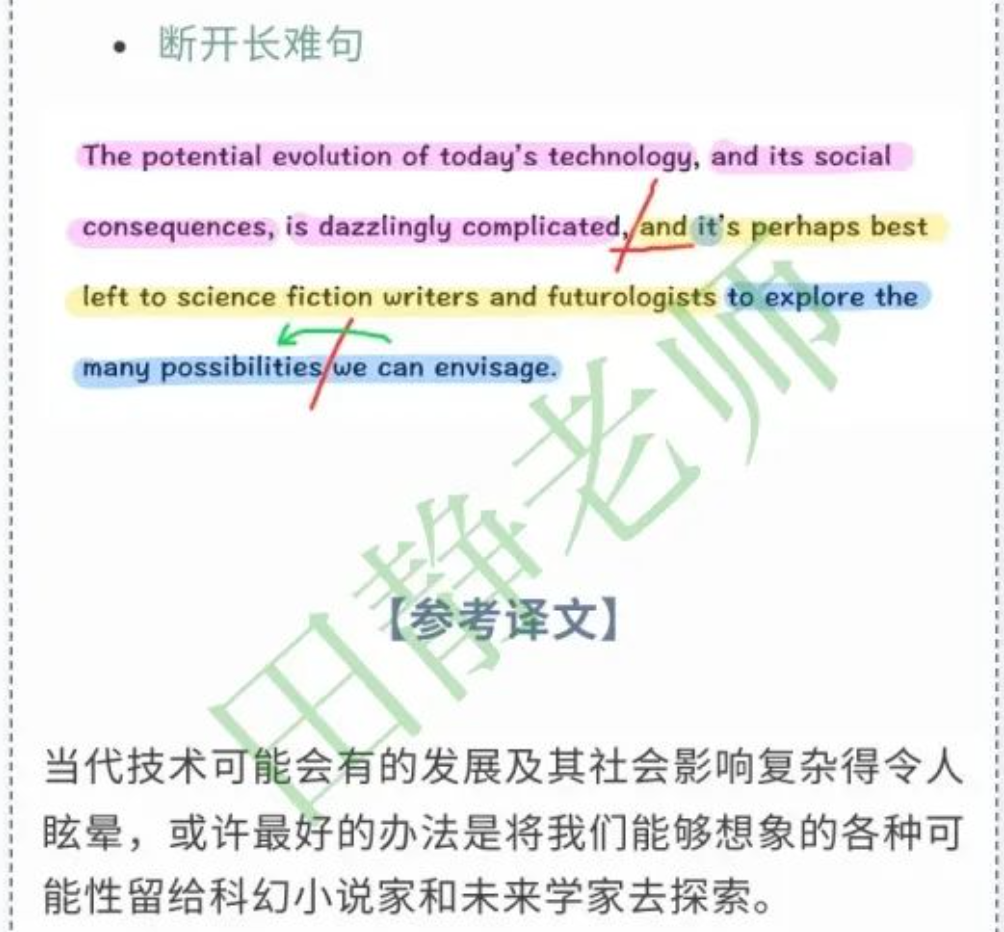 • 断开长难句
The potential evolution of today's technology, and its social
consequences, is dazzlingly complicated, and it's perhaps best
left to science fiction writers and futurologists to explore the
many possibilities we can envisage.
田静老师
【参考译文】
当代技术可能会有的发展及其社会影响复杂得令人
眩晕，或许最好的办法是将我们能够想象的各种可
能性留给科幻小说家和未来学家去探索。